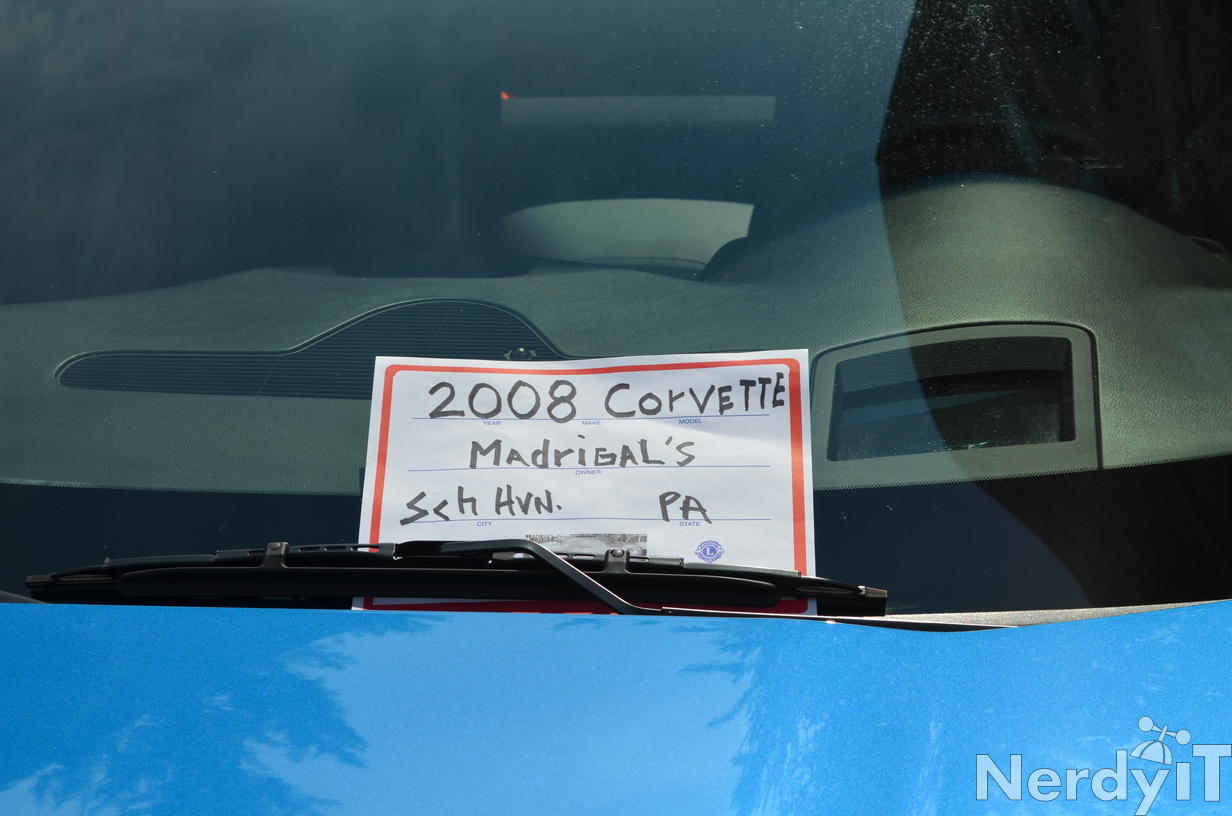 2008 CorVETTE
YEAR MAKE MODEL
MadriGAL'S
OWNER
Sch HVN. PA
CITY STATE
L
NerdyiT